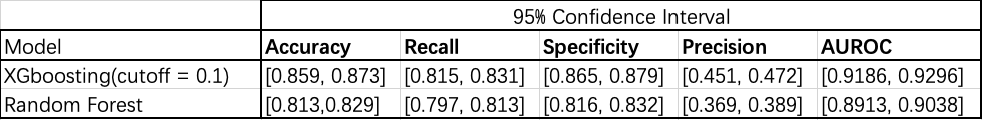 95% Confidence Interval
Model Accuracy Recall Specificity Precision AUROC
XGboosting(cutoff = 0.1) [0.859, 0.873] [0.815, 0.831] [0.865, 0.879] [0.451, 0.472] [0.9186, 0.9296]
Random Forest [0.813,0.829] [0.797, 0.813] [0.816, 0.832] [0.369, 0.389] [0.8913, 0.9038]